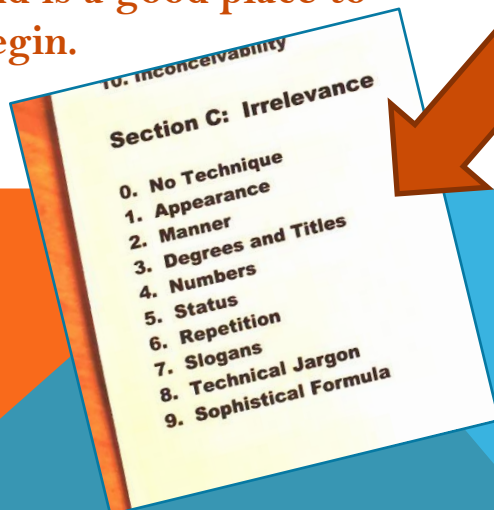 is a good place to
egin.
10. Inconceivability
Section C: Irrelevance
0. No Technique
1. Appearance
2. Manner
3. Degrees and Titles
4. Numbers
5. Status
6. Repetition
7. Slogans
8. Technical Jargon
9. Sophistical Formula